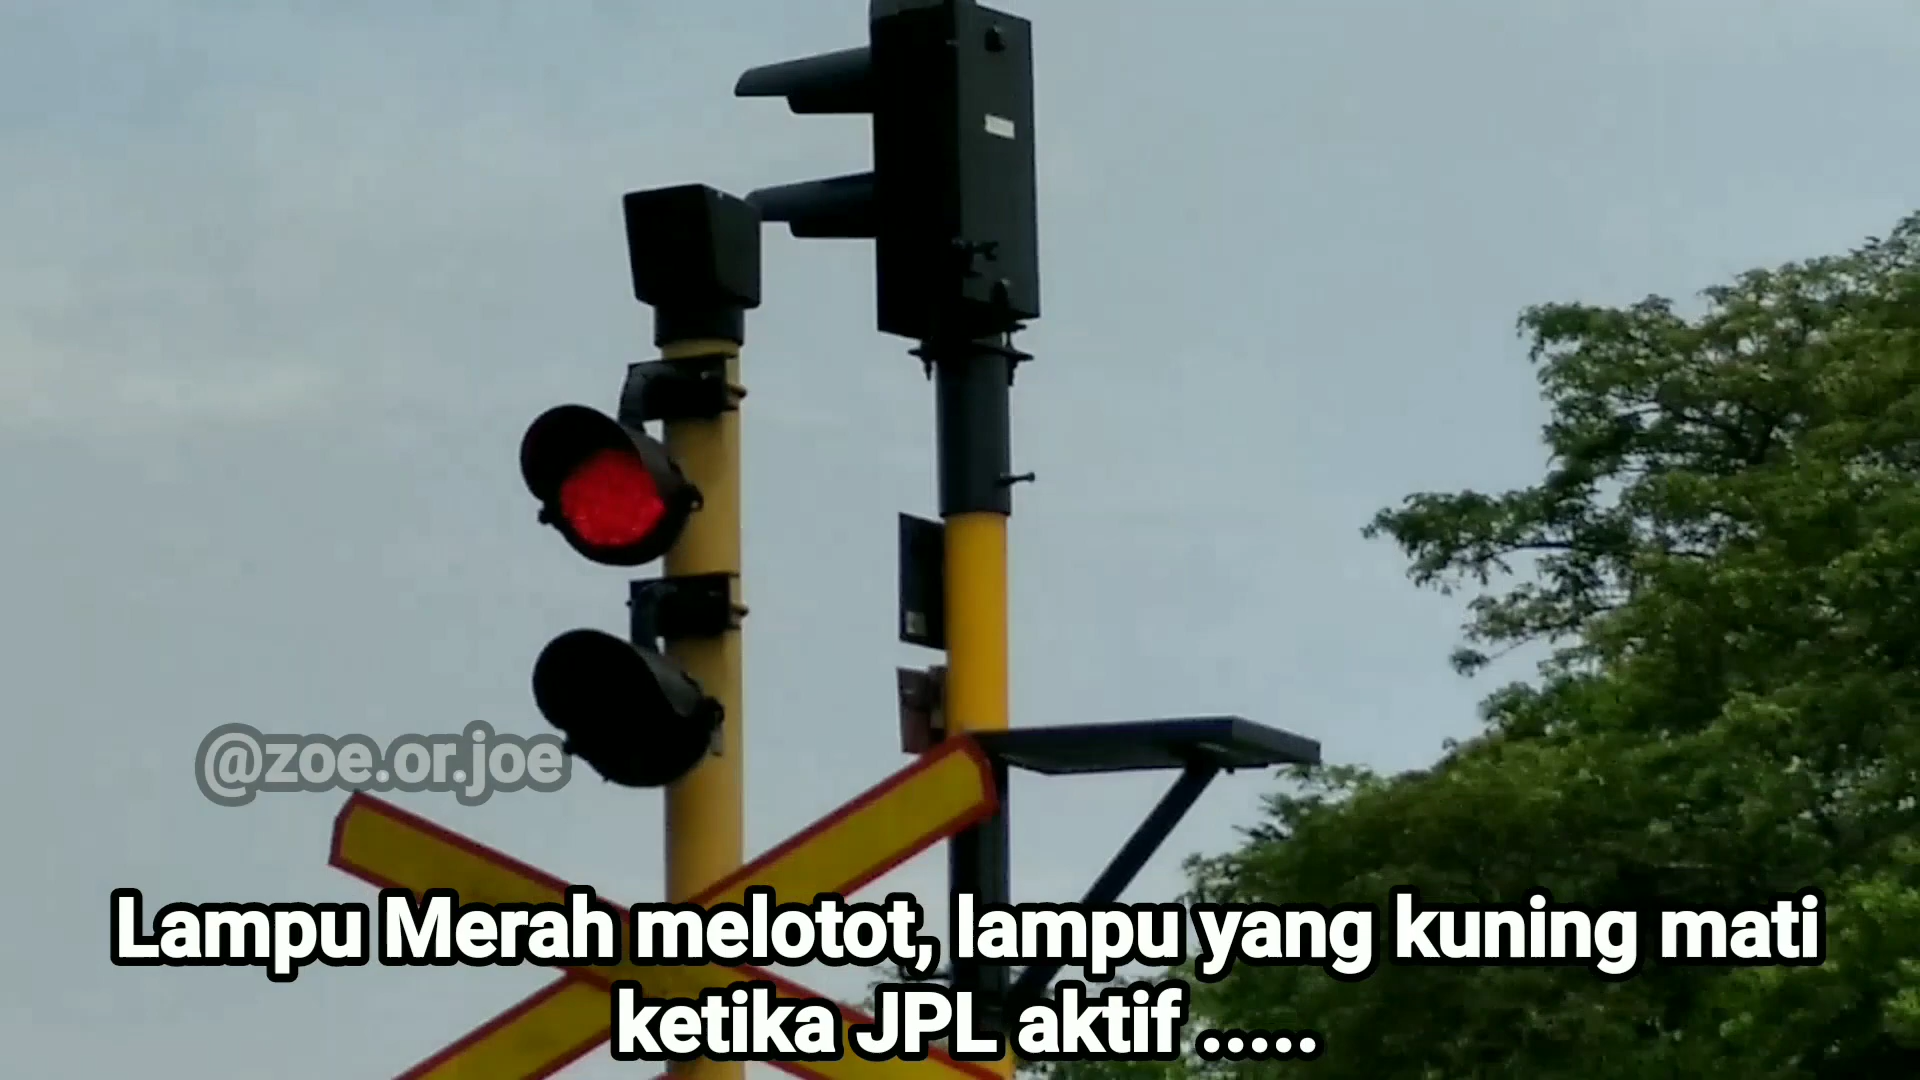 @zoe.or.joe
Lampu Merah melotot, lampu yang kuning mati
ketika JPL aktif .....